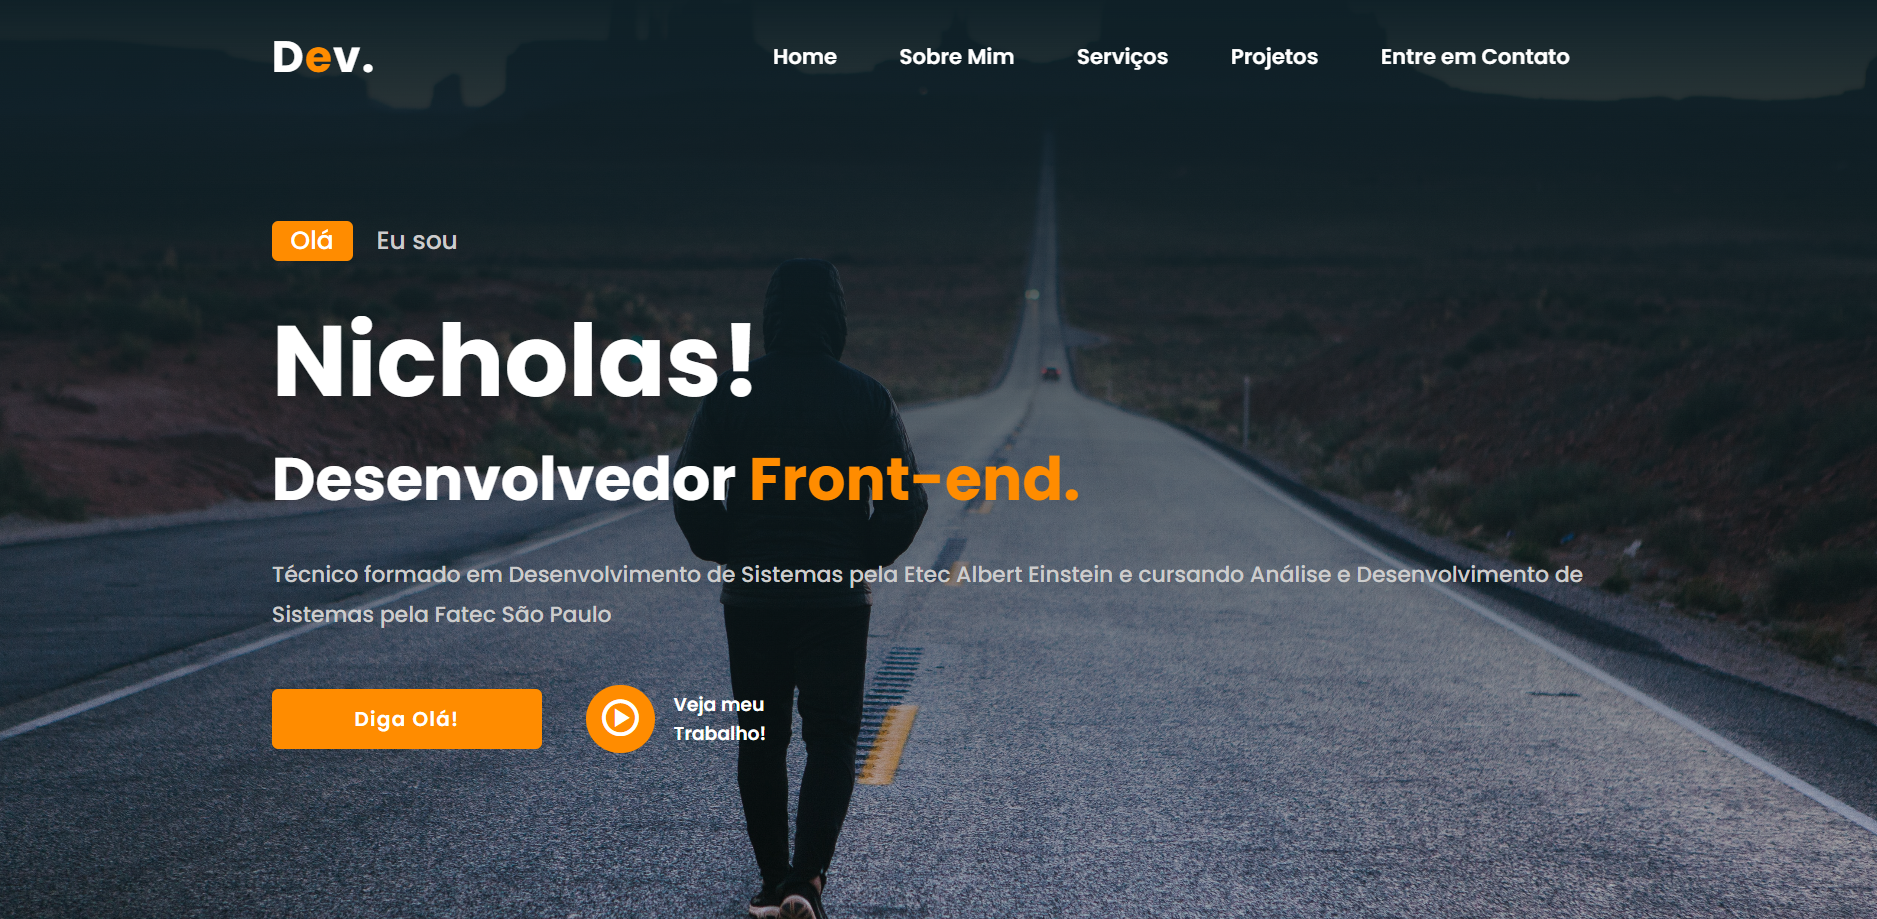 Dev.
Home Sobre Mim Serviços Projetos Entre em Contato
Olá Eu sou
Nicholas!
Desenvolvedor Front-end.
Técnico formado em Desenvolvimento de Sistemas pela Etec Albert Einstein e cursando Análise e Desenvolvimento de
Sistemas pela Fatec São Paulo
Diga Olá!
Veja meu
Trabalho!